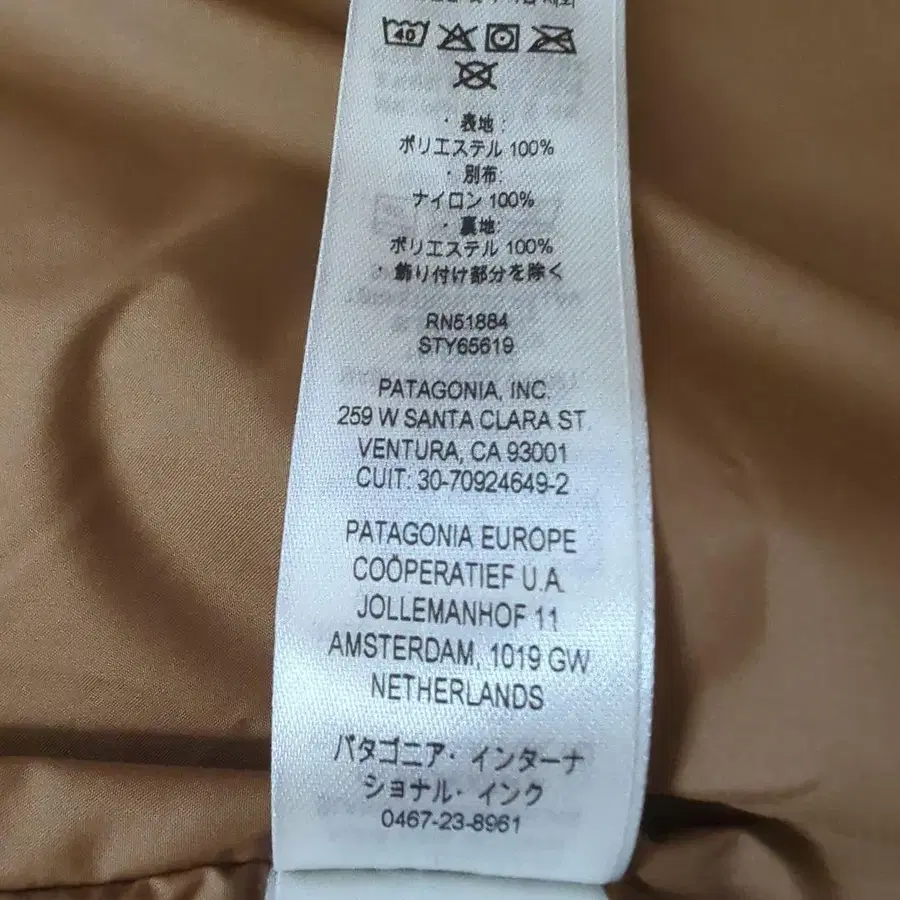 40
· 表地:
ポリエステル 100%
· 別布:
ナイロン 100%
· 裏地:
ポリエステル 100%
· 飾り付け部分を除く
RN51884
STY65619
PATAGONIA, INC.
259 W SANTA CLARA ST.
VENTURA, CA 93001
CUIT: 30-70924649-2
PATAGONIA EUROPE
COÖPERATIEF U.A.
JOLLEMANHOF 11
AMSTERDAM, 1019 GW
NETHERLANDS
パタゴニア· インターナ
ショナル· インク
0467-23-8961